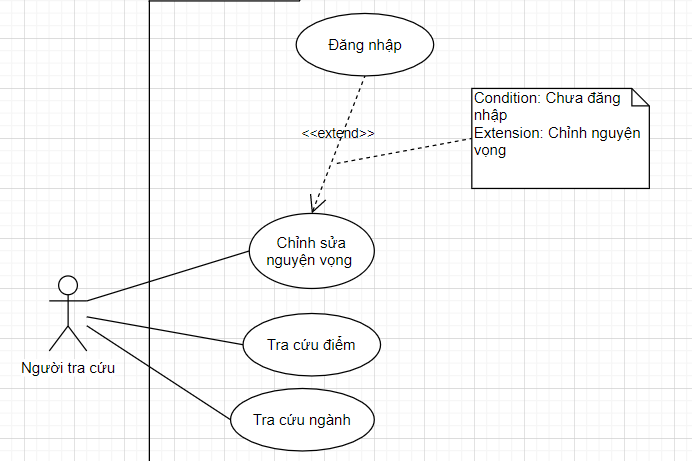 Đăng nhập
Condition: Chưa đăng
nhập
Extension: Chỉnh nguyện
vọng
<<extend>>
Chỉnh sửa
nguyện vọng
Tra cứu điểm
Người tra cứu
Tra cứu ngành